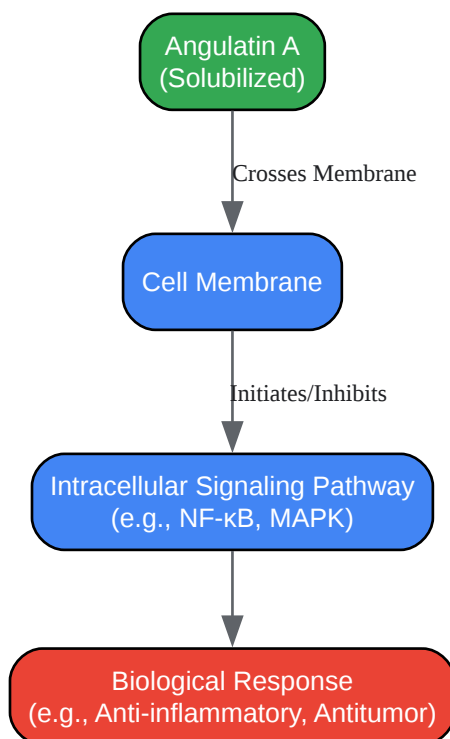 Angulatin A
(Solubilized)
Crosses Membrane
Cell Membrane
Initiates/Inhibits
Intracellular Signaling Pathway
(e.g., NF-κB, MAPK)
Biological Response
(e.g., Anti-inflammatory, Antitumor)